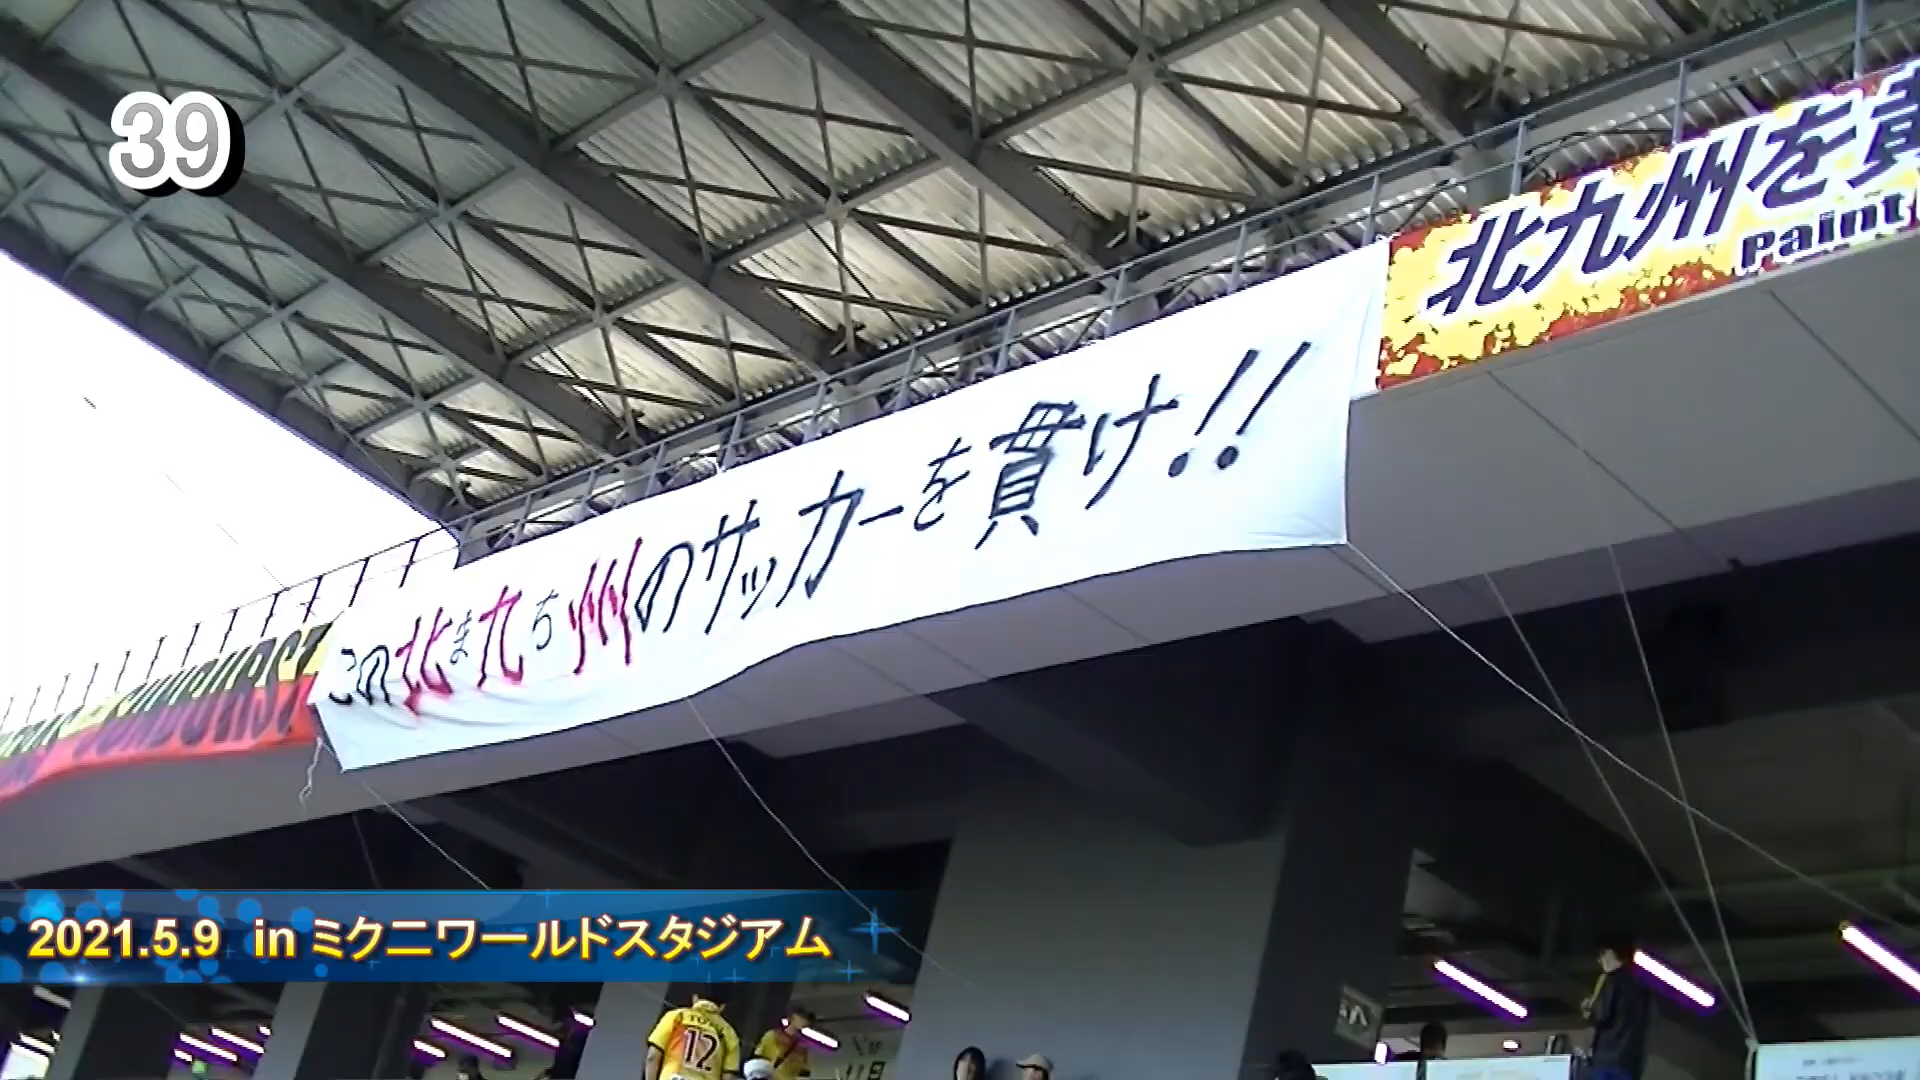 39
北九州を
Paint
この北ま九ち州のサッカーを貫け!!
SUNBURST
2021.5.9 in ミクニワールドスタジアム
12